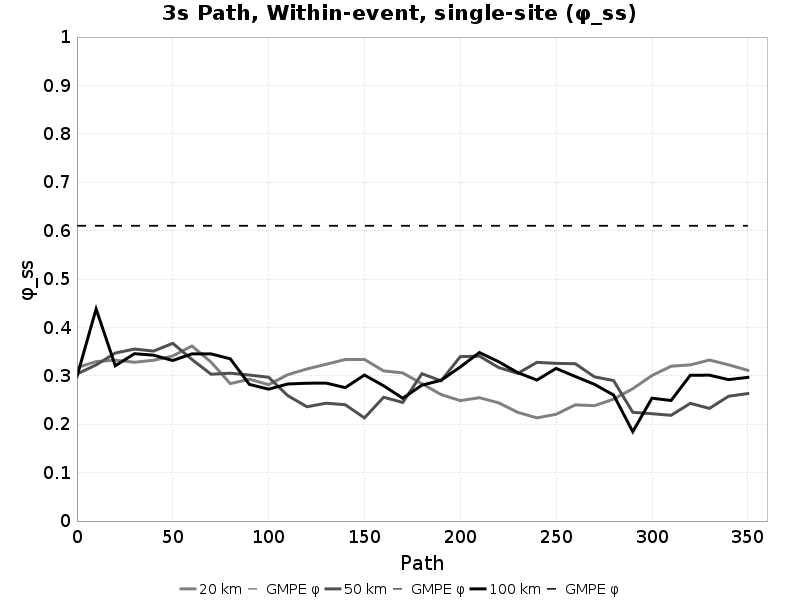 3s Path, Within-event, single-site (φ_ss)
1
0.9
0.8
0.7
0.6
0.5
0.4
0.3
0.2
0.1
0
φ_ss
0 50 100 150 200 250 300 350
Path
20 km GMPE φ 50 km GMPE φ 100 km GMPE φ